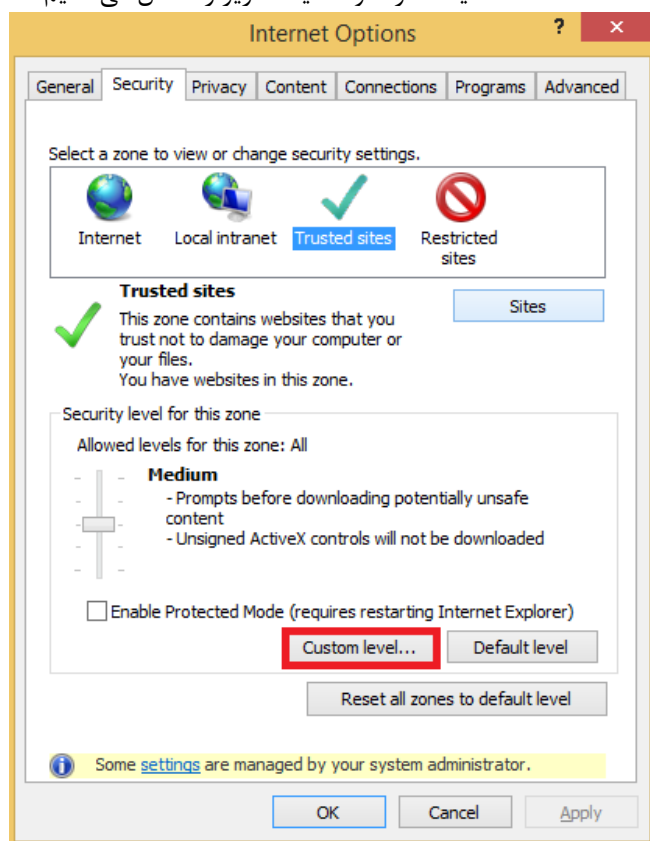 Internet Options
?
×
General Security Privacy Content Connections Programs Advanced
Select a zone to view or change security settings.
Internet
Local intranet
Trusted sites
Restricted
sites
Trusted sites
This zone contains websites that you
trust not to damage your computer or
your files.
You have websites in this zone.
Sites
Security level for this zone
Allowed levels for this zone: All
Medium
- Prompts before downloading potentially unsafe
content
- Unsigned ActiveX controls will not be downloaded
Enable Protected Mode (requires restarting Internet Explorer)
Custom level... Default level
Reset all zones to default level
Some settings are managed by your system administrator.
OK Cancel Apply